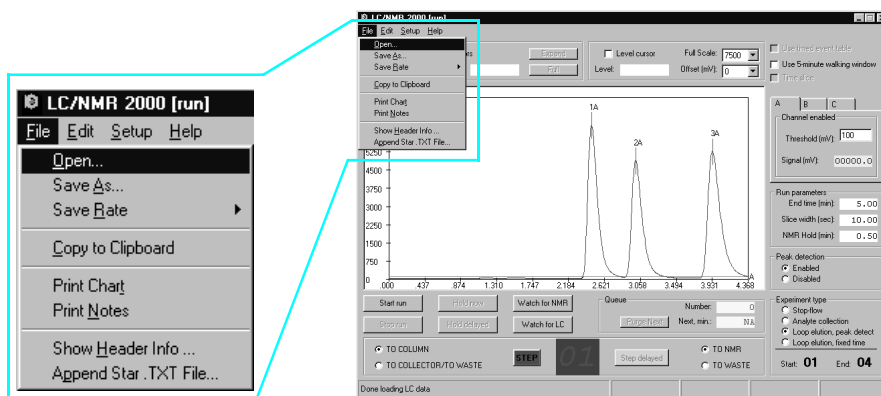 LC/NMR 2000 [run]
File Edit Setup Help
Open...
Save As...
Save Rate
Copy to Clipboard
Print Chart
Print Notes
Show Header Info ...
Append Star .TXT File...
LC/NMR 2000 [run]
File Edit Setup Help
Open...
Save As...
Save Rate
Copy to Clipboard
Print Chart
Print Notes
Show Header Info ...
Append Star .TXT File...
Expand
Full
Level cursor
Level:
Full Scale: 7500
Offset (mV): 0
Use timed event table
Use 5-minute walking window
Time slice
1A
2A
3A
A
5250
4500
3750
3000
2250
1500
750
0
.000 .437 .874 1.310 1.747 2.184 2.621 3.058 3.494 3.931 4.368
A B C
Channel enabled
Threshold (mV): 100
Signal (mV): 00000.0
Run parameters
End time (min): 5.00
Slice width (sec): 10.00
NMR Hold (min): 0.50
Peak detection
Enabled
Disabled
Start run Hold now Watch for NMR
Stop run Hold delayed Watch for LC
Queue
Number: 0
Purge Next Next, min.: NA
Experiment type
Stop-flow
Analyte collection
Loop elution, peak detect
Loop elution, fixed time
TO COLUMN
TO COLLECTOR/TO WASTE
STEP 01 Step delayed
TO NMR
TO WASTE
Start: 01 End: 04
Done loading LC data